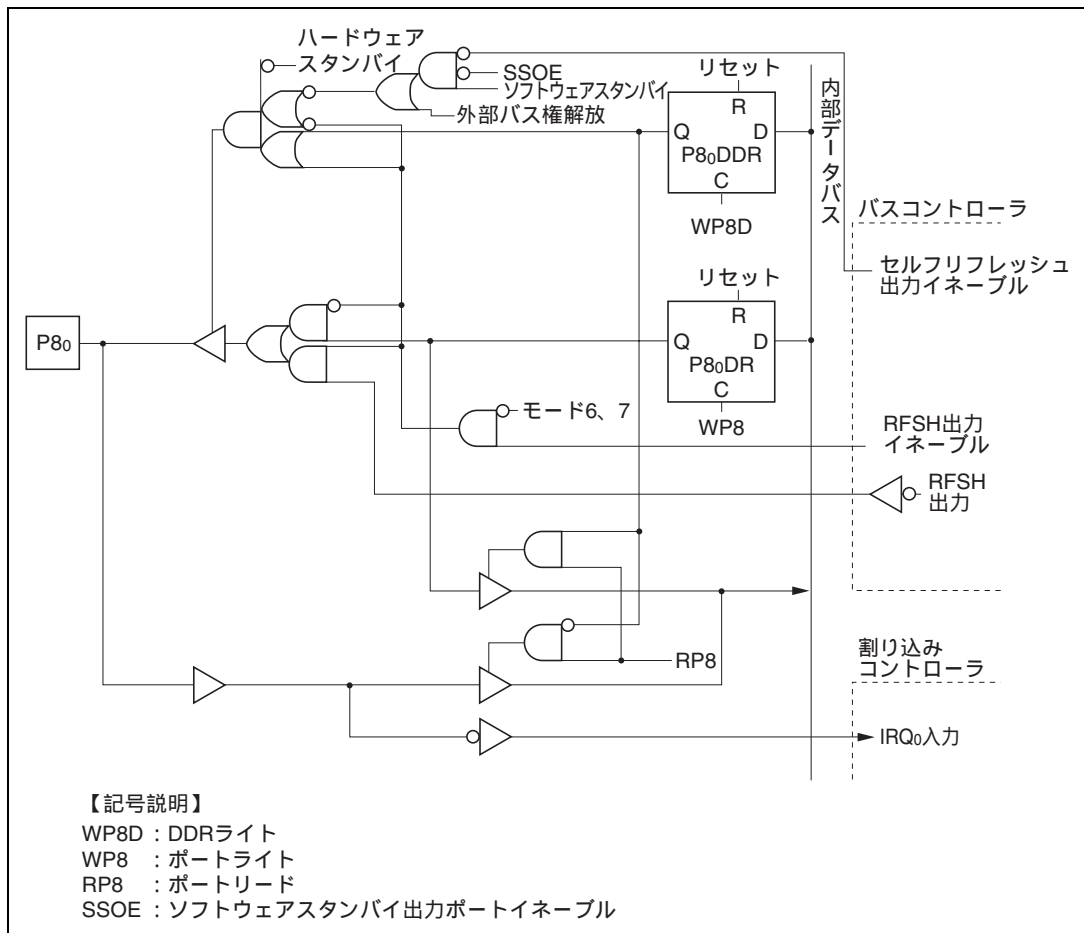 ハードウェア
スタンバイ
SSOE
ソフトウェアスタンバイ
外部バス権解放
リセット
R
Q D
P8₀DDR
C
WP8D
内部データバス
バスコントローラ
セルフリフレッシュ
出力イネーブル
リセット
R
Q D
P8₀DR
C
WP8
P8₀
モード6、7
RFSH出力
イネーブル
RFSH
出力
RP8
割り込み
コントローラ
IRQ₀入力
【記号説明】
WP8D : DDRライト
WP8 : ポートライト
RP8 : ポートリード
SSOE : ソフトウェアスタンバイ出力ポートイネーブル